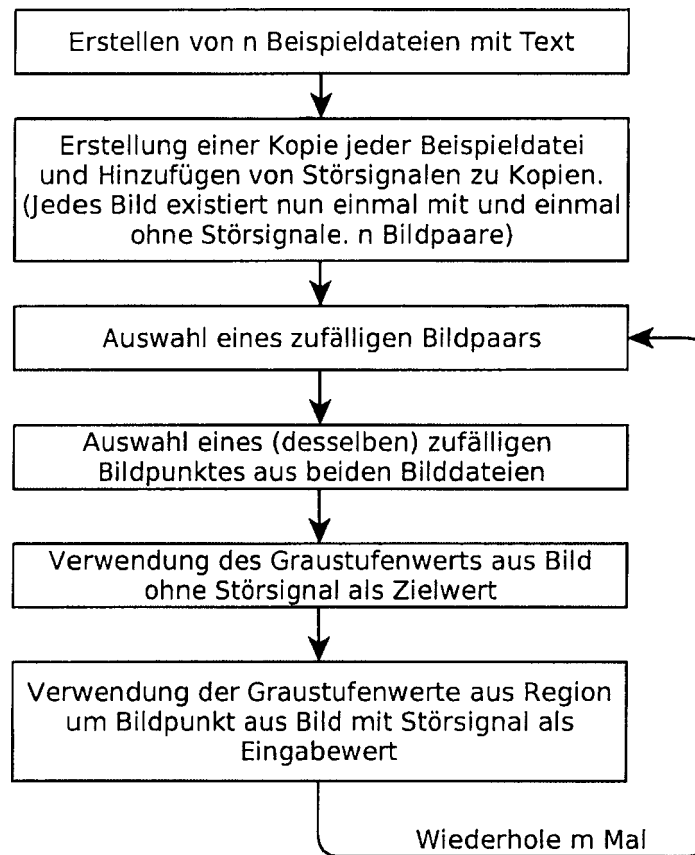 Erstellen von n Beispieldateien mit Text
Erstellung einer Kopie jeder Beispieldatei
und Hinzufügen von Störsignalen zu Kopien.
(Jedes Bild existiert nun einmal mit und einmal
ohne Störsignale. n Bildpaare)
Auswahl eines zufälligen Bildpaars
Auswahl eines (desselben) zufälligen
Bildpunktes aus beiden Bilddateien
Verwendung des Graustufenwerts aus Bild
ohne Störsignal als Zielwert
Verwendung der Graustufenwerte aus Region
um Bildpunkt aus Bild mit Störsignal als
Eingabewert
Wiederhole m Mal